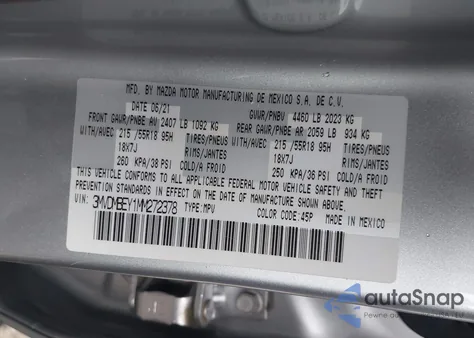 MFD. BY MAZDA MOTOR MANUFACTURING DE MEXICO S.A. DE C.V.
DATE: 06/21 GVWR/PNBV 4460 LB 2023 KG
FRONT GAWR/PNBE AV 2407 LB 1092 KG REAR GAWR/PNBE AR 2059 LB 934 KG
WITH/AVEC 215 /55R18 95H TIRES/PNEUS WITH/AVEC 215 /55R18 95H TIRES/PNEUS
18X7J RIMS/JANTES 18X7J RIMS/JANTES
260 KPA/38 PSI COLD/A FROID 250 KPA/36 PSI COLD/A FROID
THIS VEHICLE CONFORMS TO ALL APPLICABLE FEDERAL MOTOR VEHICLE SAFETY AND THEFT
PREVENTION STANDARDS IN EFFECT ON THE DATE OF MANUFACTURE SHOWN ABOVE.
VIN: 3MVDMBEY1MM272378 TYPE: MPV COLOR CODE: 45P MADE IN MEXICO
autaSnap